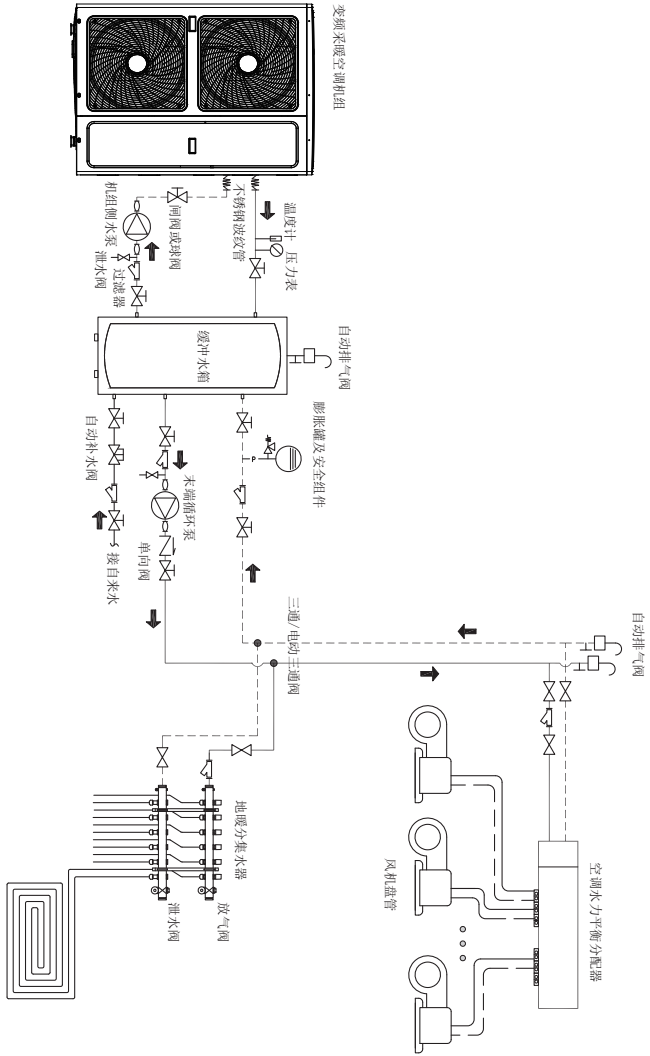 变频采暖空调机组
温度计
压力表
不锈钢波纹管
闸阀或球阀
机组侧水泵
过滤器
泄水阀
缓冲水箱
自动排气阀
膨胀罐及安全组件
P
自动补水阀
末端循环泵
单向阀
接自来水
三通/电动三通阀
自动排气阀
地暖分集水器
泄水阀
放气阀
风机盘管
空调水力平衡分配器